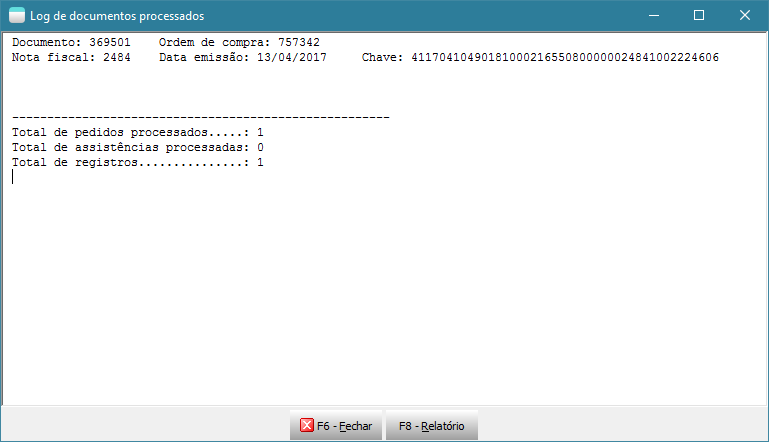 Log de documentos processados
Documento: 369501    Ordem de compra: 757342
Nota fiscal: 2484    Data emissão: 13/04/2017     Chave: 41170410490181000216550800000024841002224606
------------------------------------------------------
Total de pedidos processados.....: 1
Total de assistências processadas: 0
Total de registros...............: 1
F6 - Fechar    F8 - Relatório